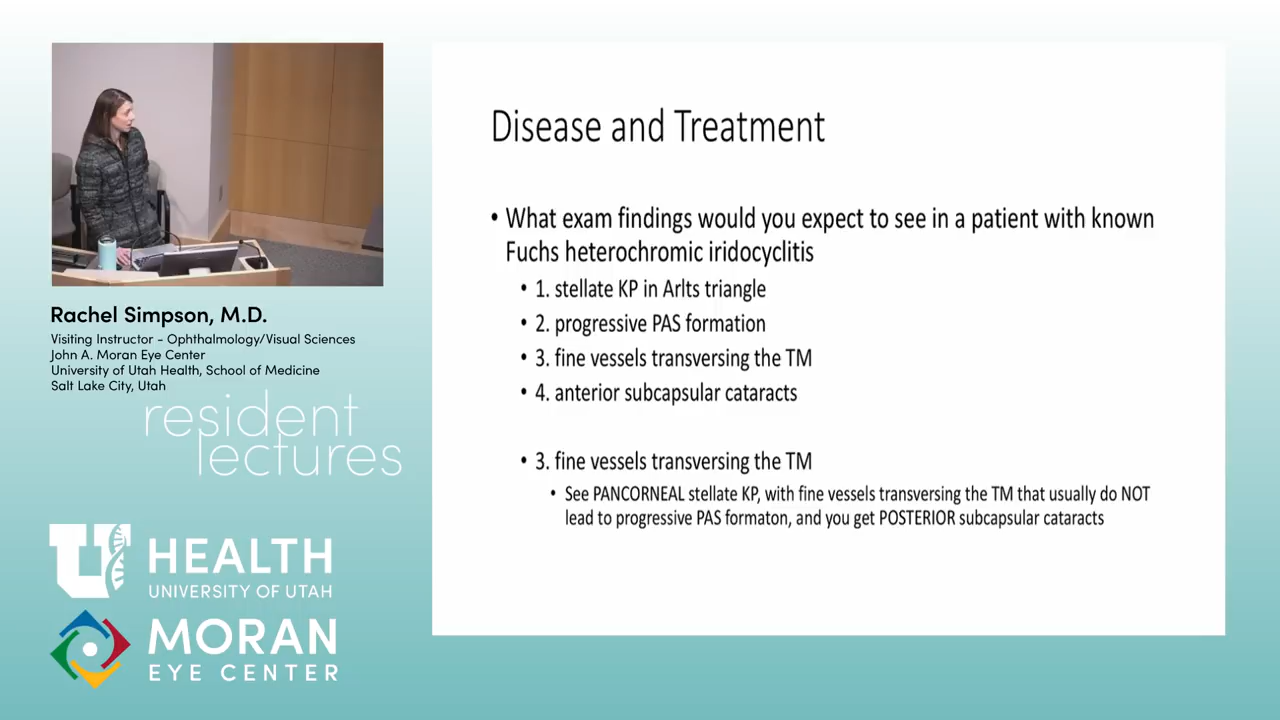 Disease and Treatment
• What exam findings would you expect to see in a patient with known
Fuchs heterochromic iridocyclitis
• 1. stellate KP in Arlts triangle
• 2. progressive PAS formation
• 3. fine vessels transversing the TM
• 4. anterior subcapsular cataracts
• 3. fine vessels transversing the TM
• See PANCORNEAL stellate KP, with fine vessels transversing the TM that usually do NOT
lead to progressive PAS formaton, and you get POSTERIOR subcapsular cataracts
Rachel Simpson, M.D.
Visiting Instructor - Ophthalmology/Visual Sciences
John A. Moran Eye Center
University of Utah Health, School of Medicine
Salt Lake City, Utah
resident
lectures
U HEALTH
UNIVERSITY OF UTAH
MORAN
EYE CENTER